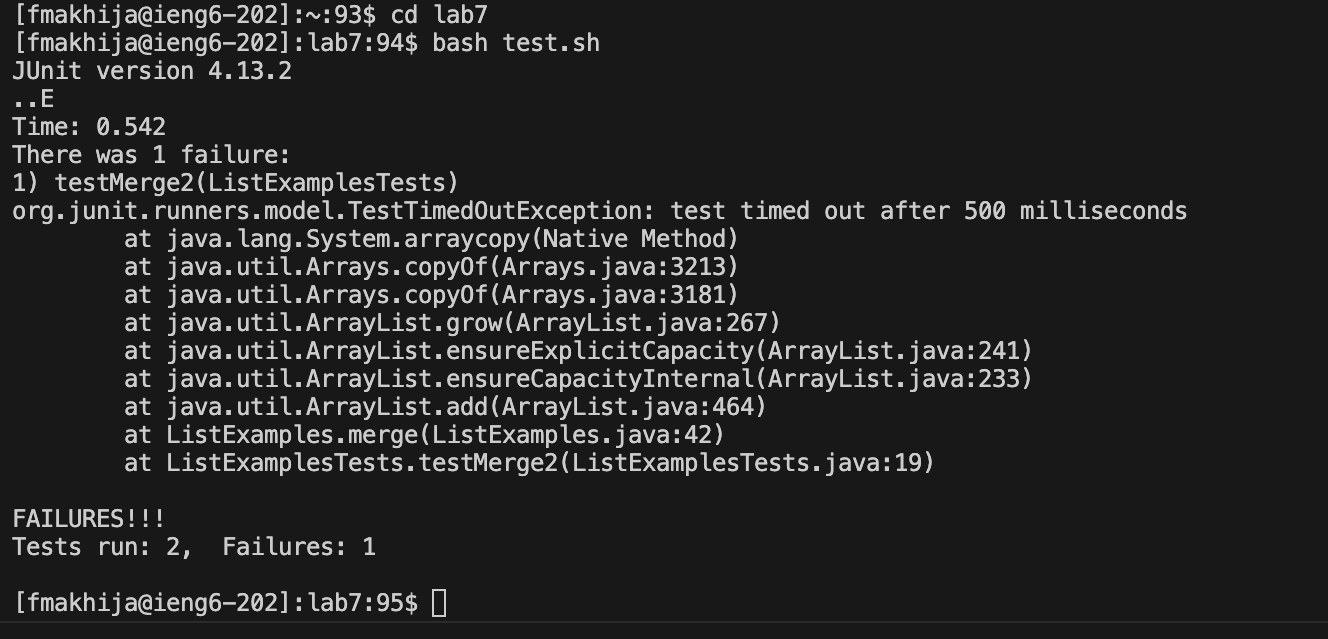 [fmakhija@ieng6-202]:~:93$ cd lab7
[fmakhija@ieng6-202]:lab7:94$ bash test.sh
JUnit version 4.13.2
..E
Time: 0.542
There was 1 failure:
1) testMerge2(ListExamplesTests)
org.junit.runners.model.TestTimedOutException: test timed out after 500 milliseconds
        at java.lang.System.arraycopy(Native Method)
        at java.util.Arrays.copyOf(Arrays.java:3213)
        at java.util.Arrays.copyOf(Arrays.java:3181)
        at java.util.ArrayList.grow(ArrayList.java:267)
        at java.util.ArrayList.ensureExplicitCapacity(ArrayList.java:241)
        at java.util.ArrayList.ensureCapacityInternal(ArrayList.java:233)
        at java.util.ArrayList.add(ArrayList.java:464)
        at ListExamples.merge(ListExamples.java:42)
        at ListExamplesTests.testMerge2(ListExamplesTests.java:19)

FAILURES!!!
Tests run: 2,  Failures: 1

[fmakhija@ieng6-202]:lab7:95$